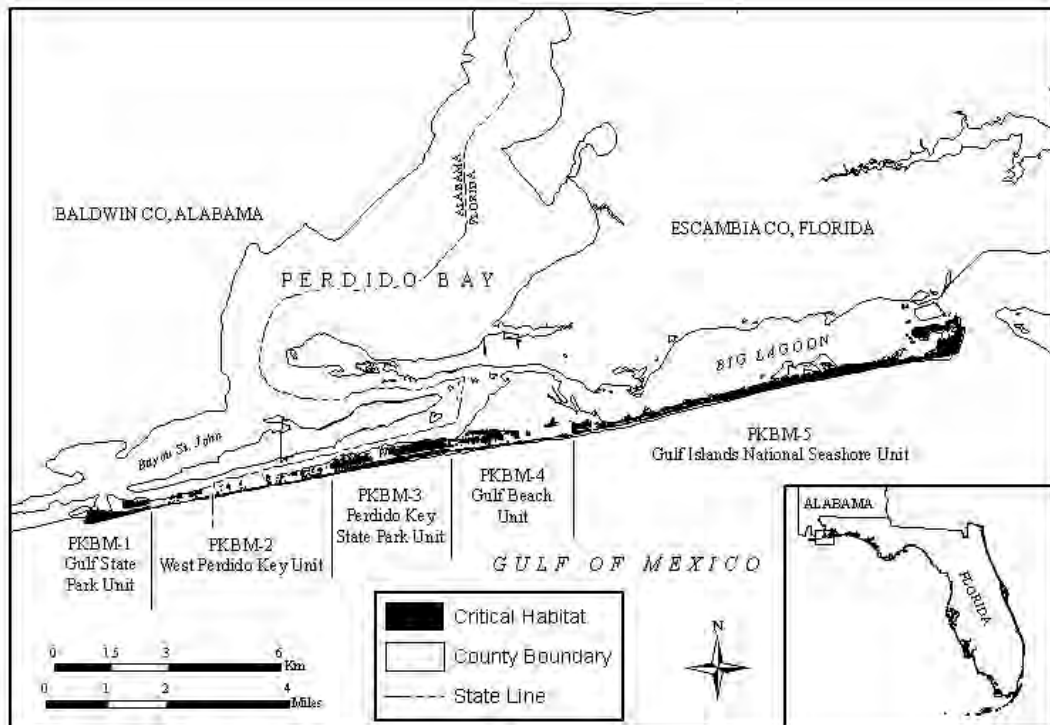 BALDWIN CO, ALABAMA
ALABAMA
FLORIDA
ESCAMBIA CO, FLORIDA
PERDIDO BAY
BIG LAGOON
Bayou St. John
PKBM-1
Gulf State
Park Unit
PKBM-2
West Perdido Key Unit
PKBM-3
Perdido Key
State Park Unit
PKBM-4
Gulf Beach
Unit
PKBM-5
Gulf Islands National Seashore Unit
GULF OF MEXICO
0 1.5 3 6
Km
0 1 2 4
Miles
Critical Habitat
County Boundary
State Line
N
ALABAMA
FLORIDA